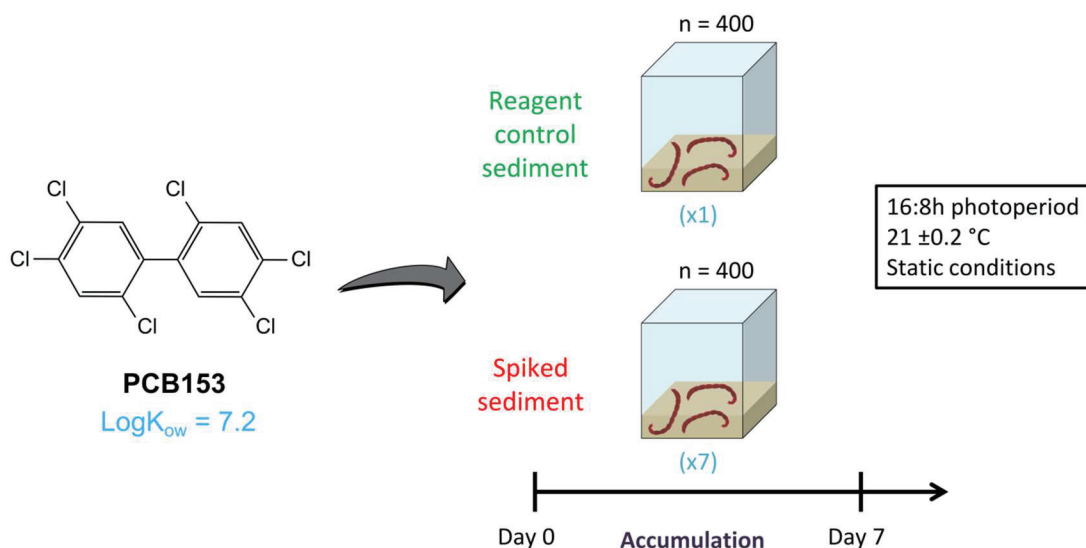 n = 400
Reagent
control
sediment
(x1)
16:8h photoperiod
21 ±0.2 °C
Static conditions
Cl
Cl
Cl
Cl
Cl
Cl
PCB153
LogKow = 7.2
n = 400
Spiked
sediment
(x7)
Day 0
Accumulation
Day 7